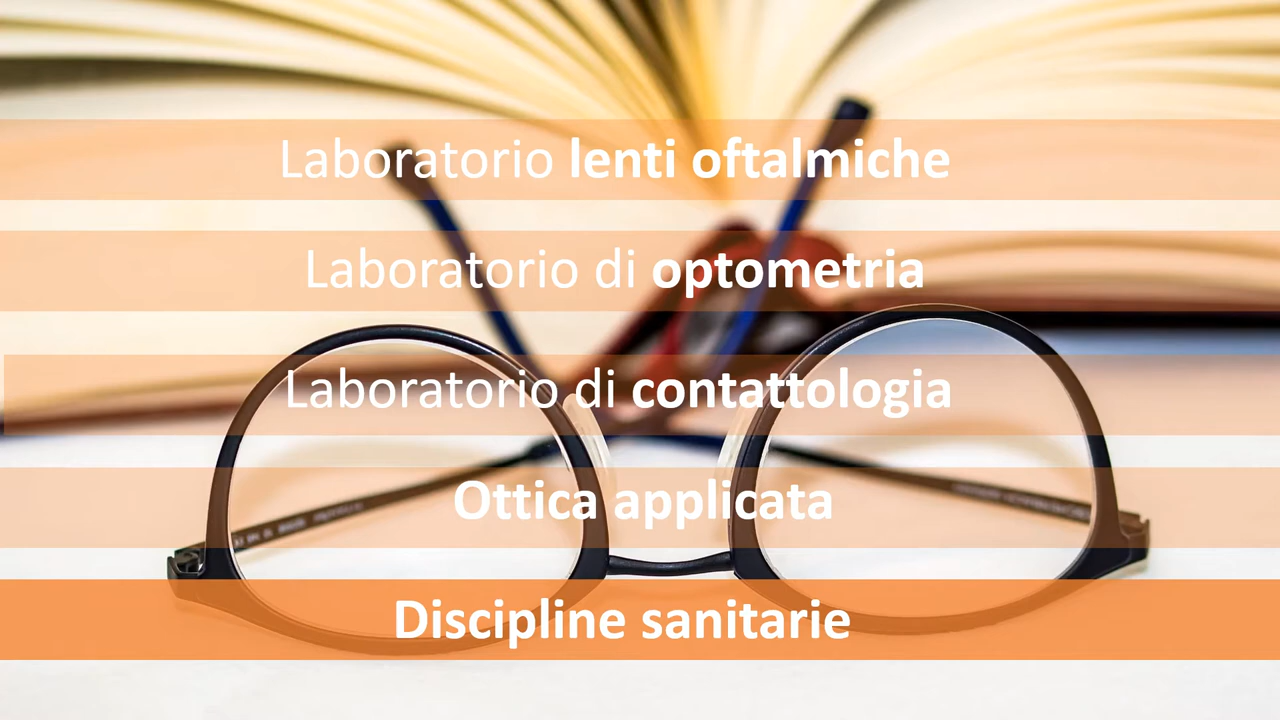 Laboratorio lenti oftalmiche
Laboratorio di optometria
Laboratorio di contattologia
Ottica applicata
Discipline sanitarie